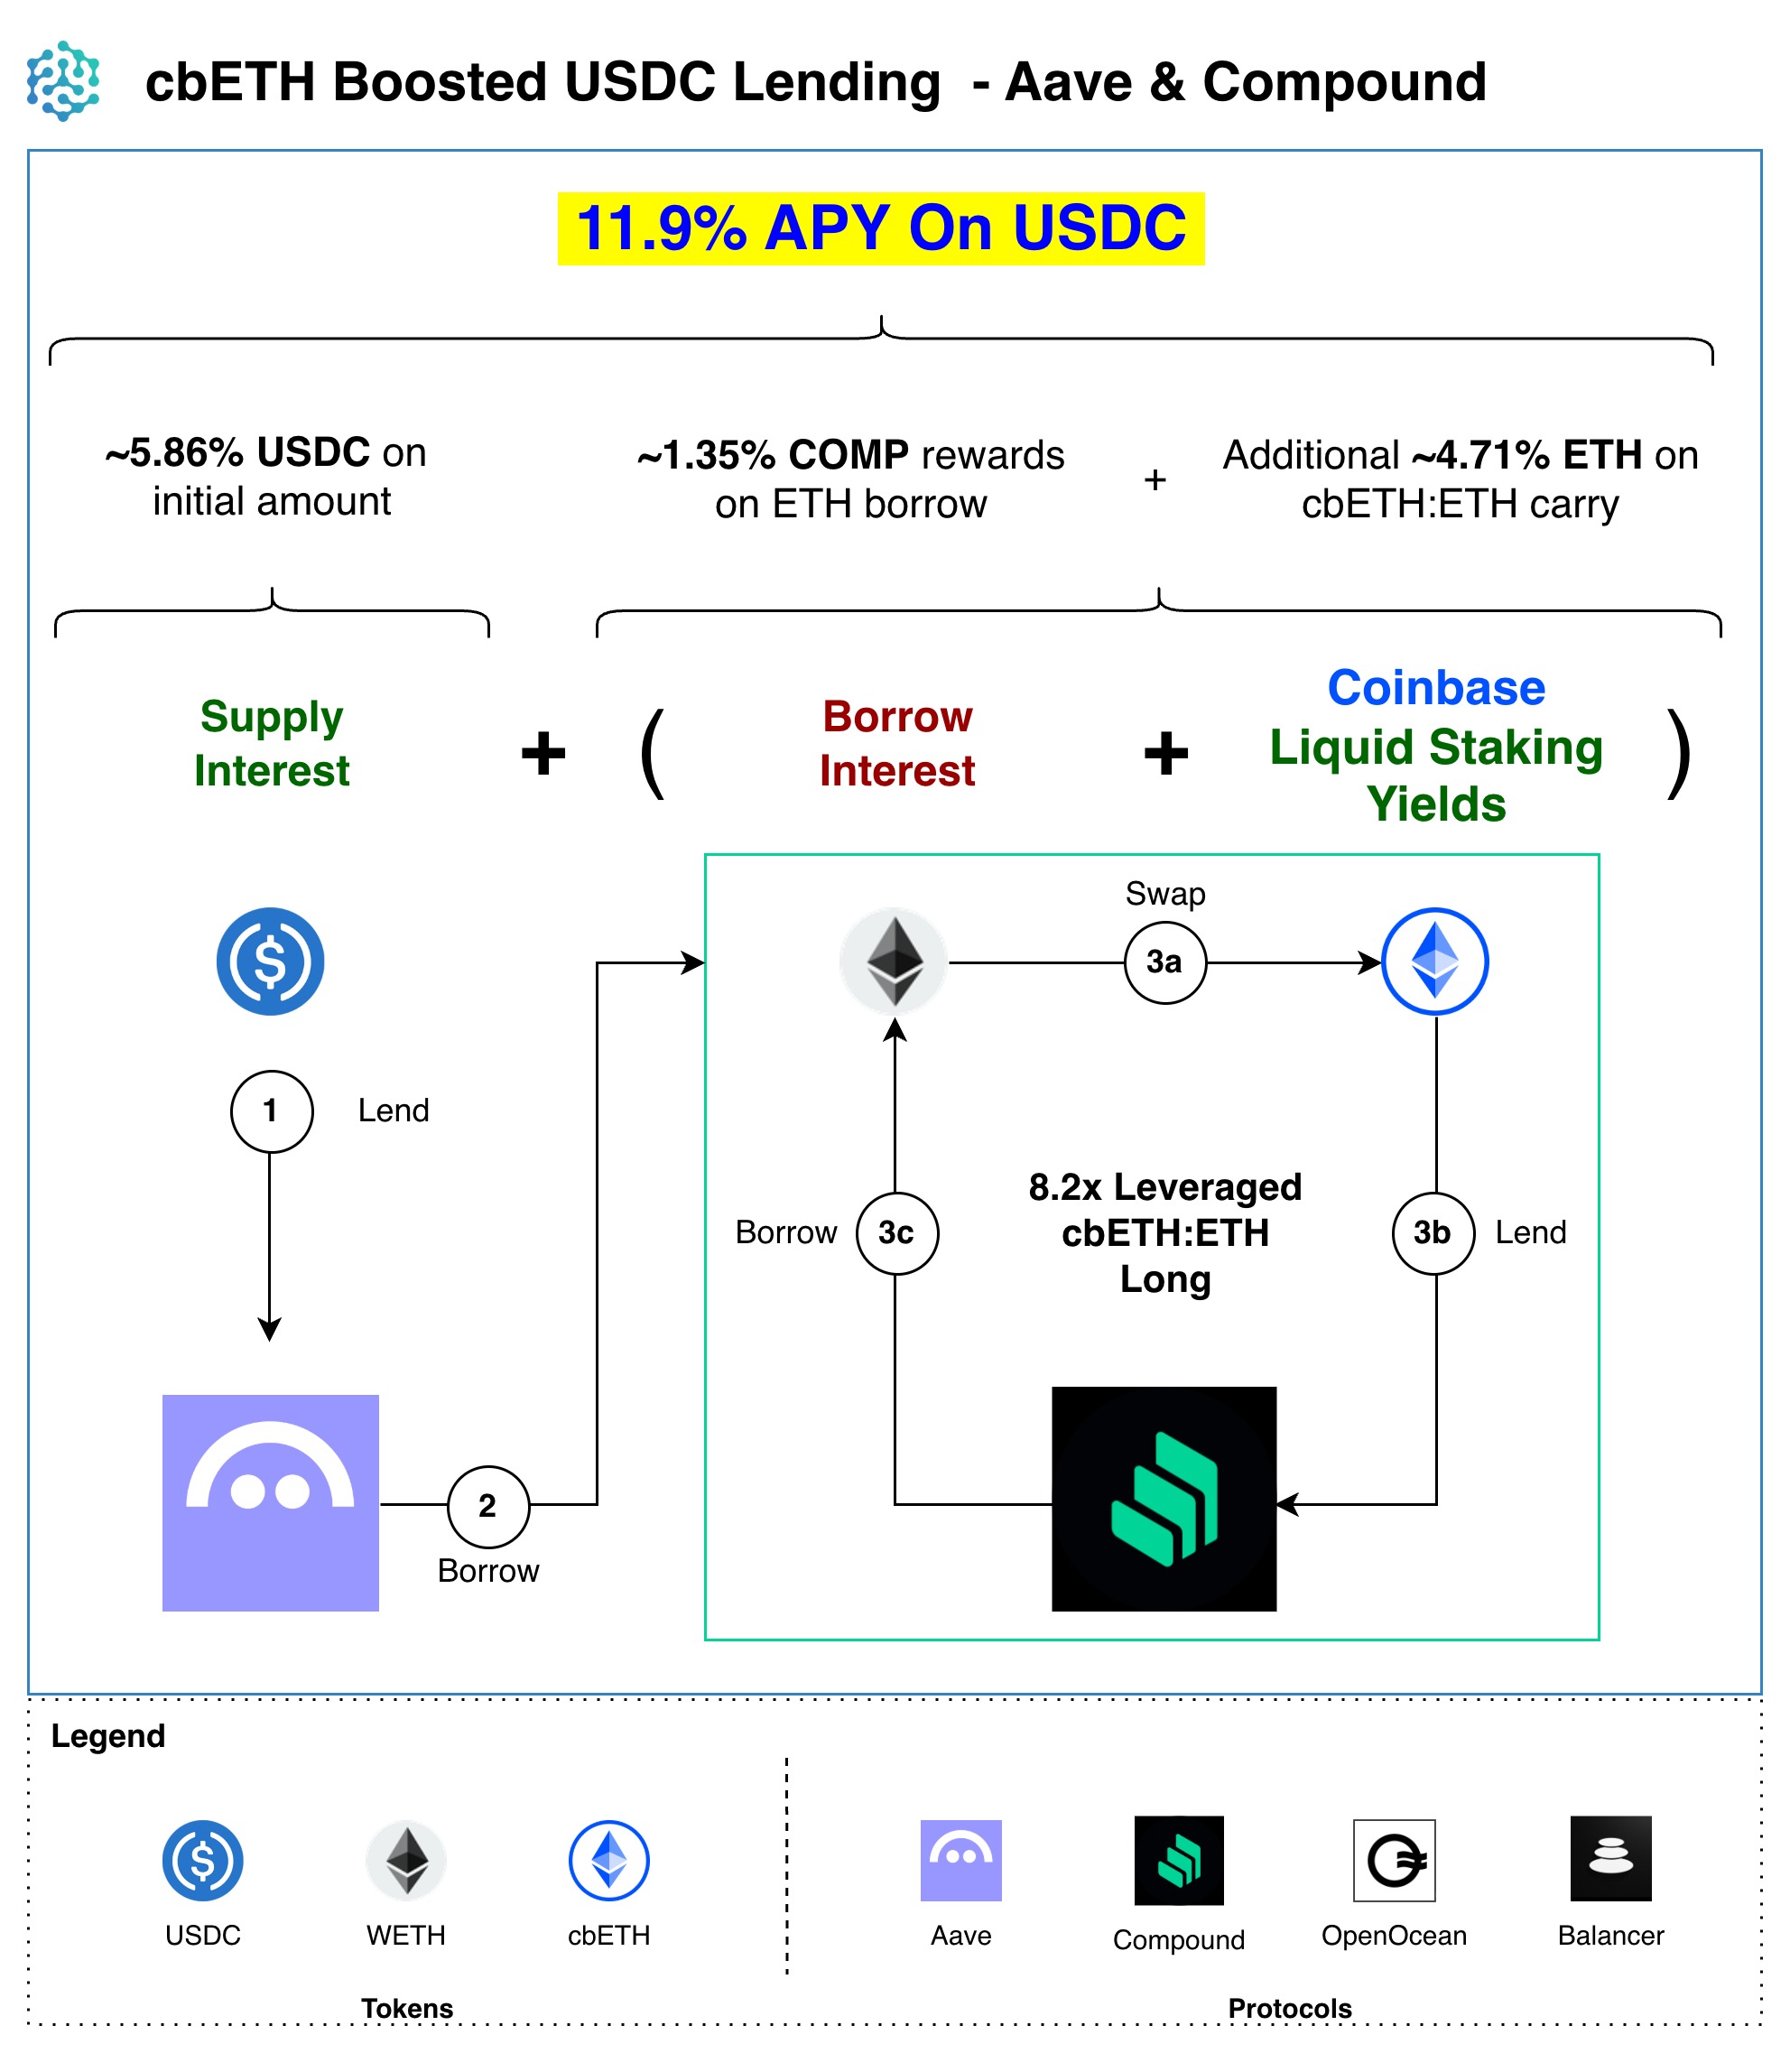 cbETH Boosted USDC Lending - Aave & Compound
11.9% APY On USDC
~5.86% USDC on
initial amount
~1.35% COMP rewards
on ETH borrow
+
Additional ~4.71% ETH on
cbETH:ETH carry
Supply
Interest
+
(
Borrow
Interest
+
Coinbase
Liquid Staking
Yields
)
$
1
Lend
2
Borrow
Swap
3a
3b
Lend
8.2x Leveraged
cbETH:ETH
Long
Borrow
3c
Legend
$
USDC
WETH
cbETH
Tokens
Aave
Compound
OpenOcean
Balancer
Protocols